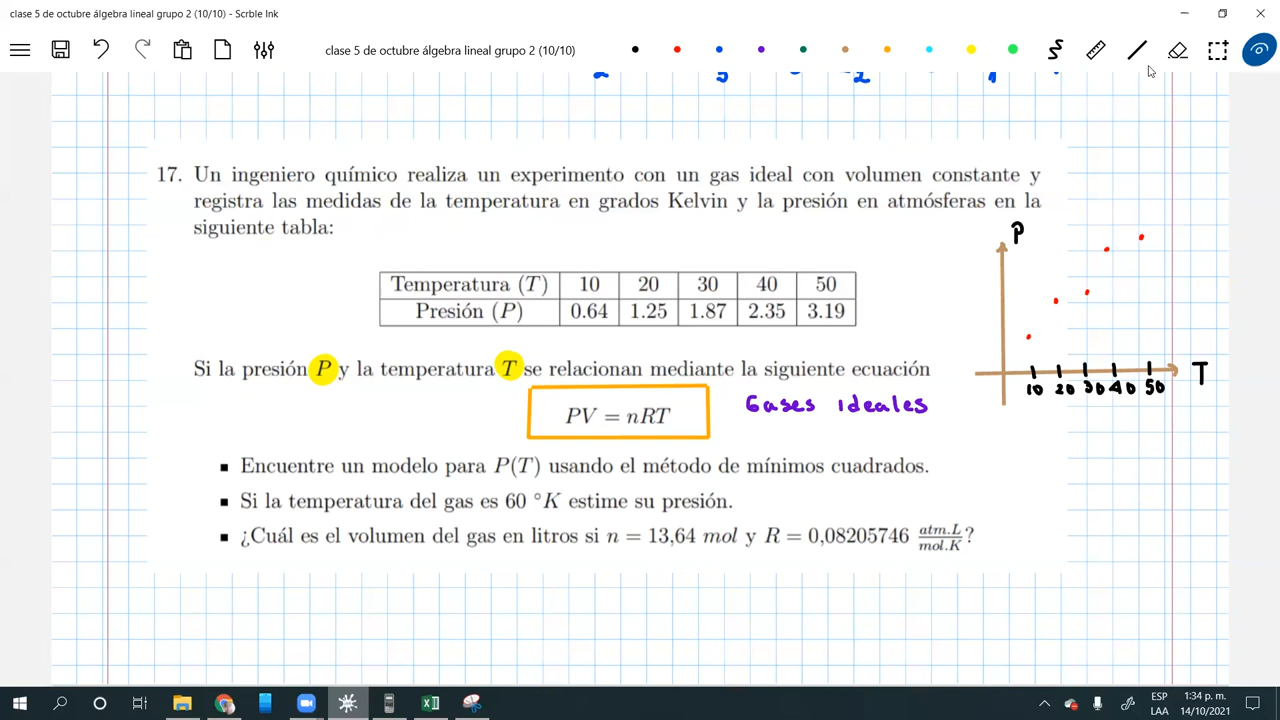 clase 5 de octubre álgebra lineal grupo 2 (10/10) - Scrble Ink
clase 5 de octubre álgebra lineal grupo 2 (10/10)
17. Un ingeniero químico realiza un experimento con un gas ideal con volumen constante y
registra las medidas de la temperatura en grados Kelvin y la presión en atmósferas en la
siguiente tabla:
Temperatura (T) 10 20 30 40 50
Presión (P) 0.64 1.25 1.87 2.35 3.19
P
10 20 30 40 50 T
Si la presión P y la temperatura T se relacionan mediante la siguiente ecuación
PV = nRT Gases ideales
▪ Encuentre un modelo para P(T) usando el método de mínimos cuadrados.
▪ Si la temperatura del gas es 60 °K estime su presión.
▪ ¿Cuál es el volumen del gas en litros si n = 13,64 mol y R = 0,08205746 atm.L/mol.K?
ESP 1:34 p. m.
LAA 14/10/2021